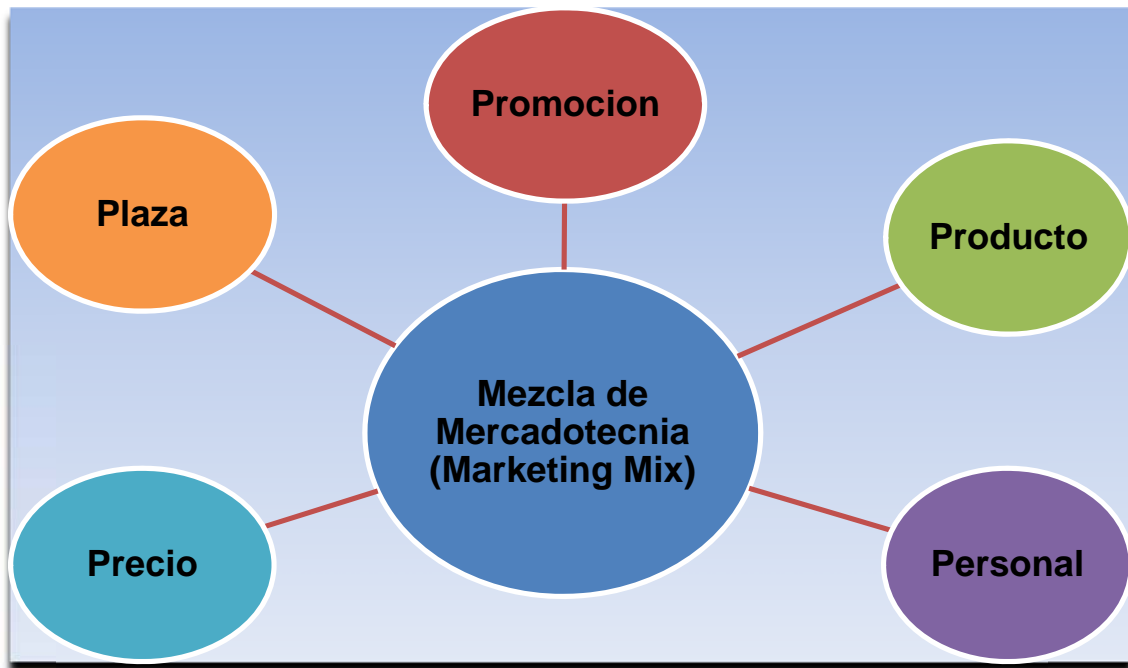 Promocion
Plaza
Producto
Mezcla de
Mercadotecnia
(Marketing Mix)
Precio
Personal